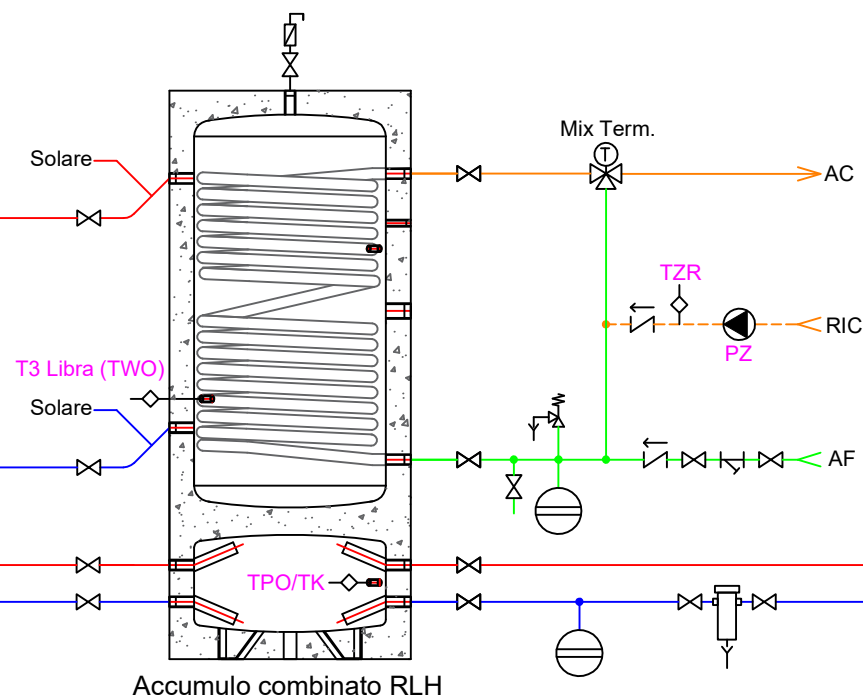 Mix Term.
T
Solare
AC
TZR
RIC
PZ
T3 Libra (TWO)
Solare
AF
TPO/TK
Accumulo combinato RLH